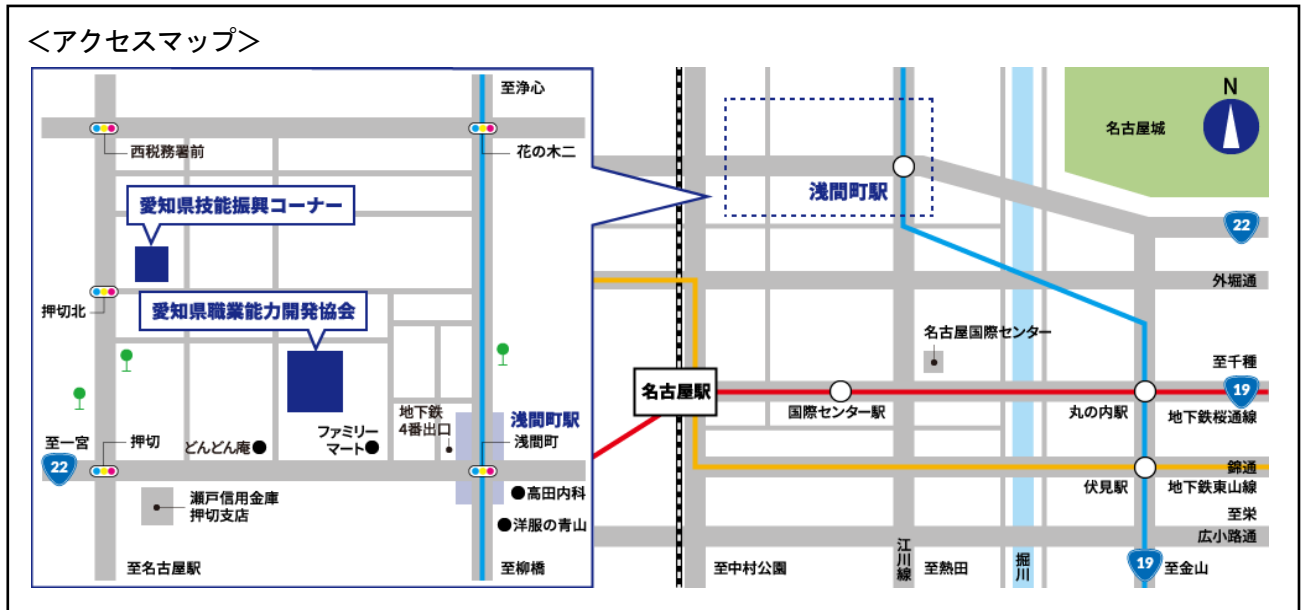 ＜アクセスマップ＞
至浄心
西税務署前
花の木二
愛知県技能振興コーナー
押切北
愛知県職業能力開発協会
地下鉄
4番出口
浅間町駅
浅間町
至一宮
22
押切
どんどん庵
ファミリー
マート
瀬戸信用金庫
押切支店
高田内科
洋服の青山
至名古屋駅
至柳橋
N
名古屋城
浅間町駅
22
外堀通
名古屋国際センター
至千種
19
名古屋駅
国際センター駅
丸の内駅
地下鉄桜通線
錦通
伏見駅
地下鉄東山線
至栄
広小路通
至中村公園
江川線
至熱田
堀川
19
至金山